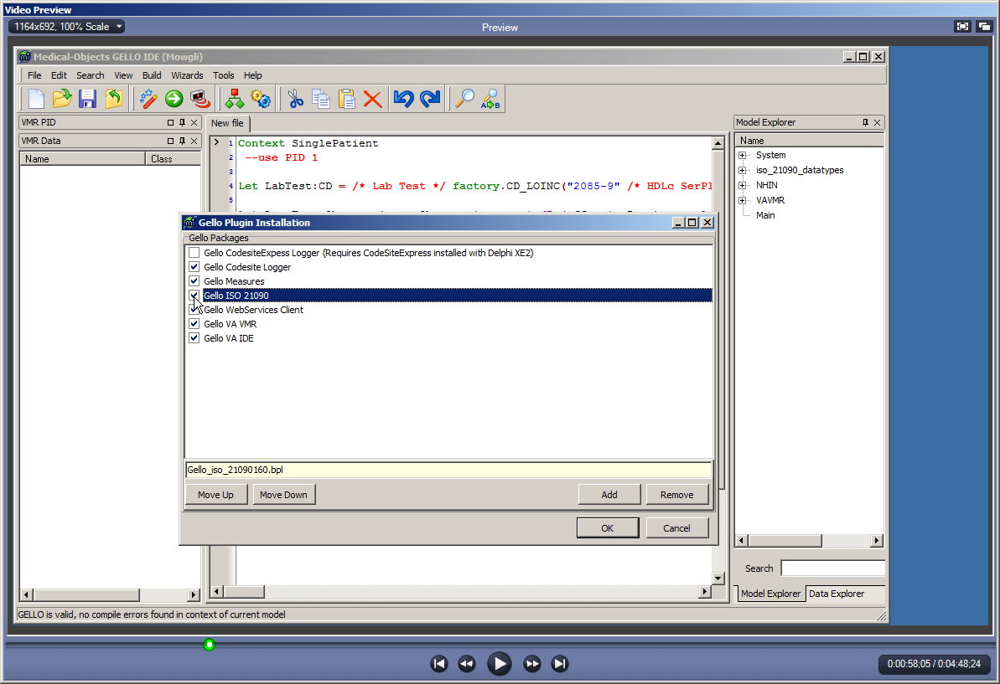 Video Preview
1164x692, 100% Scale
Preview
Medical-Objects GELLO IDE (Mowgli)
File Edit Search View Build Wizards Tools Help
A B
VMR PID
VMR Data
Name Class
New file
1 Context SinglePatient
2 --use PID 1
3
4 Let LabTest:CD = /* Lab Test */ factory.CD_LOINC("2085-9" /* HDLc SerPl
5
Model Explorer
Name
System
iso_21090_datatypes
NHIN
VAVMR
Main
Gello Plugin Installation
Gello Packages
Gello CodesiteExpess Logger (Requires CodeSiteExpress installed with Delphi XE2)
Gello Codesite Logger
Gello Measures
Gello ISO 21090
Gello WebServices Client
Gello VA VMR
Gello VA IDE
Gello_iso_21090160.bpl
Move Up Move Down Add Remove
OK Cancel
Search
Model Explorer Data Explorer
GELLO is valid, no compile errors found in context of current model
0:00:58;05 / 0:04:48;24